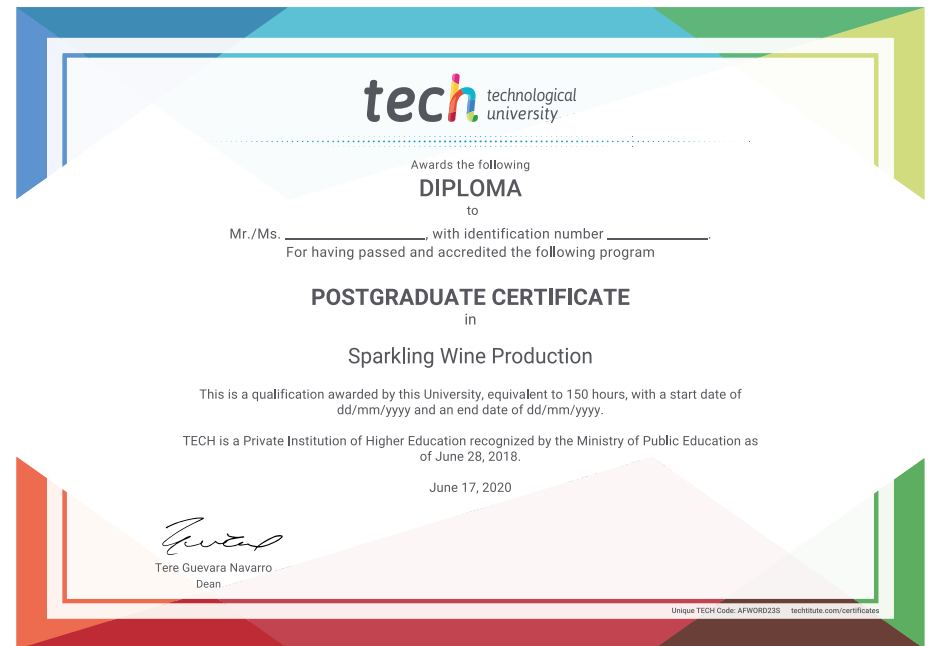 tech technological
university
Awards the following
DIPLOMA
to
Mr./Ms. ____________________, with identification number ______________.
For having passed and accredited the following program
POSTGRADUATE CERTIFICATE
in
Sparkling Wine Production
This is a qualification awarded by this University, equivalent to 150 hours, with a start date of
dd/mm/yyyy and an end date of dd/mm/yyyy.
TECH is a Private Institution of Higher Education recognized by the Ministry of Public Education as
of June 28, 2018.
June 17, 2020
Tere Guevara Navarro
Dean
Unique TECH Code: AFWORD23S techtitute.com/certificates